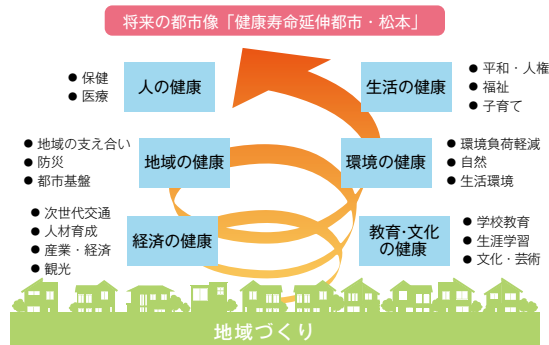 将来の都市像「健康寿命延伸都市・松本」
● 保健
● 医療
人の健康
生活の健康
● 平和・人権
● 福祉
● 子育て
● 地域の支え合い
● 防災
● 都市基盤
地域の健康
環境の健康
● 環境負荷軽減
● 自然
● 生活環境
● 次世代交通
● 人材育成
● 産業・経済
● 観光
経済の健康
教育・文化
の健康
● 学校教育
● 生涯学習
● 文化・芸術
地域づくり